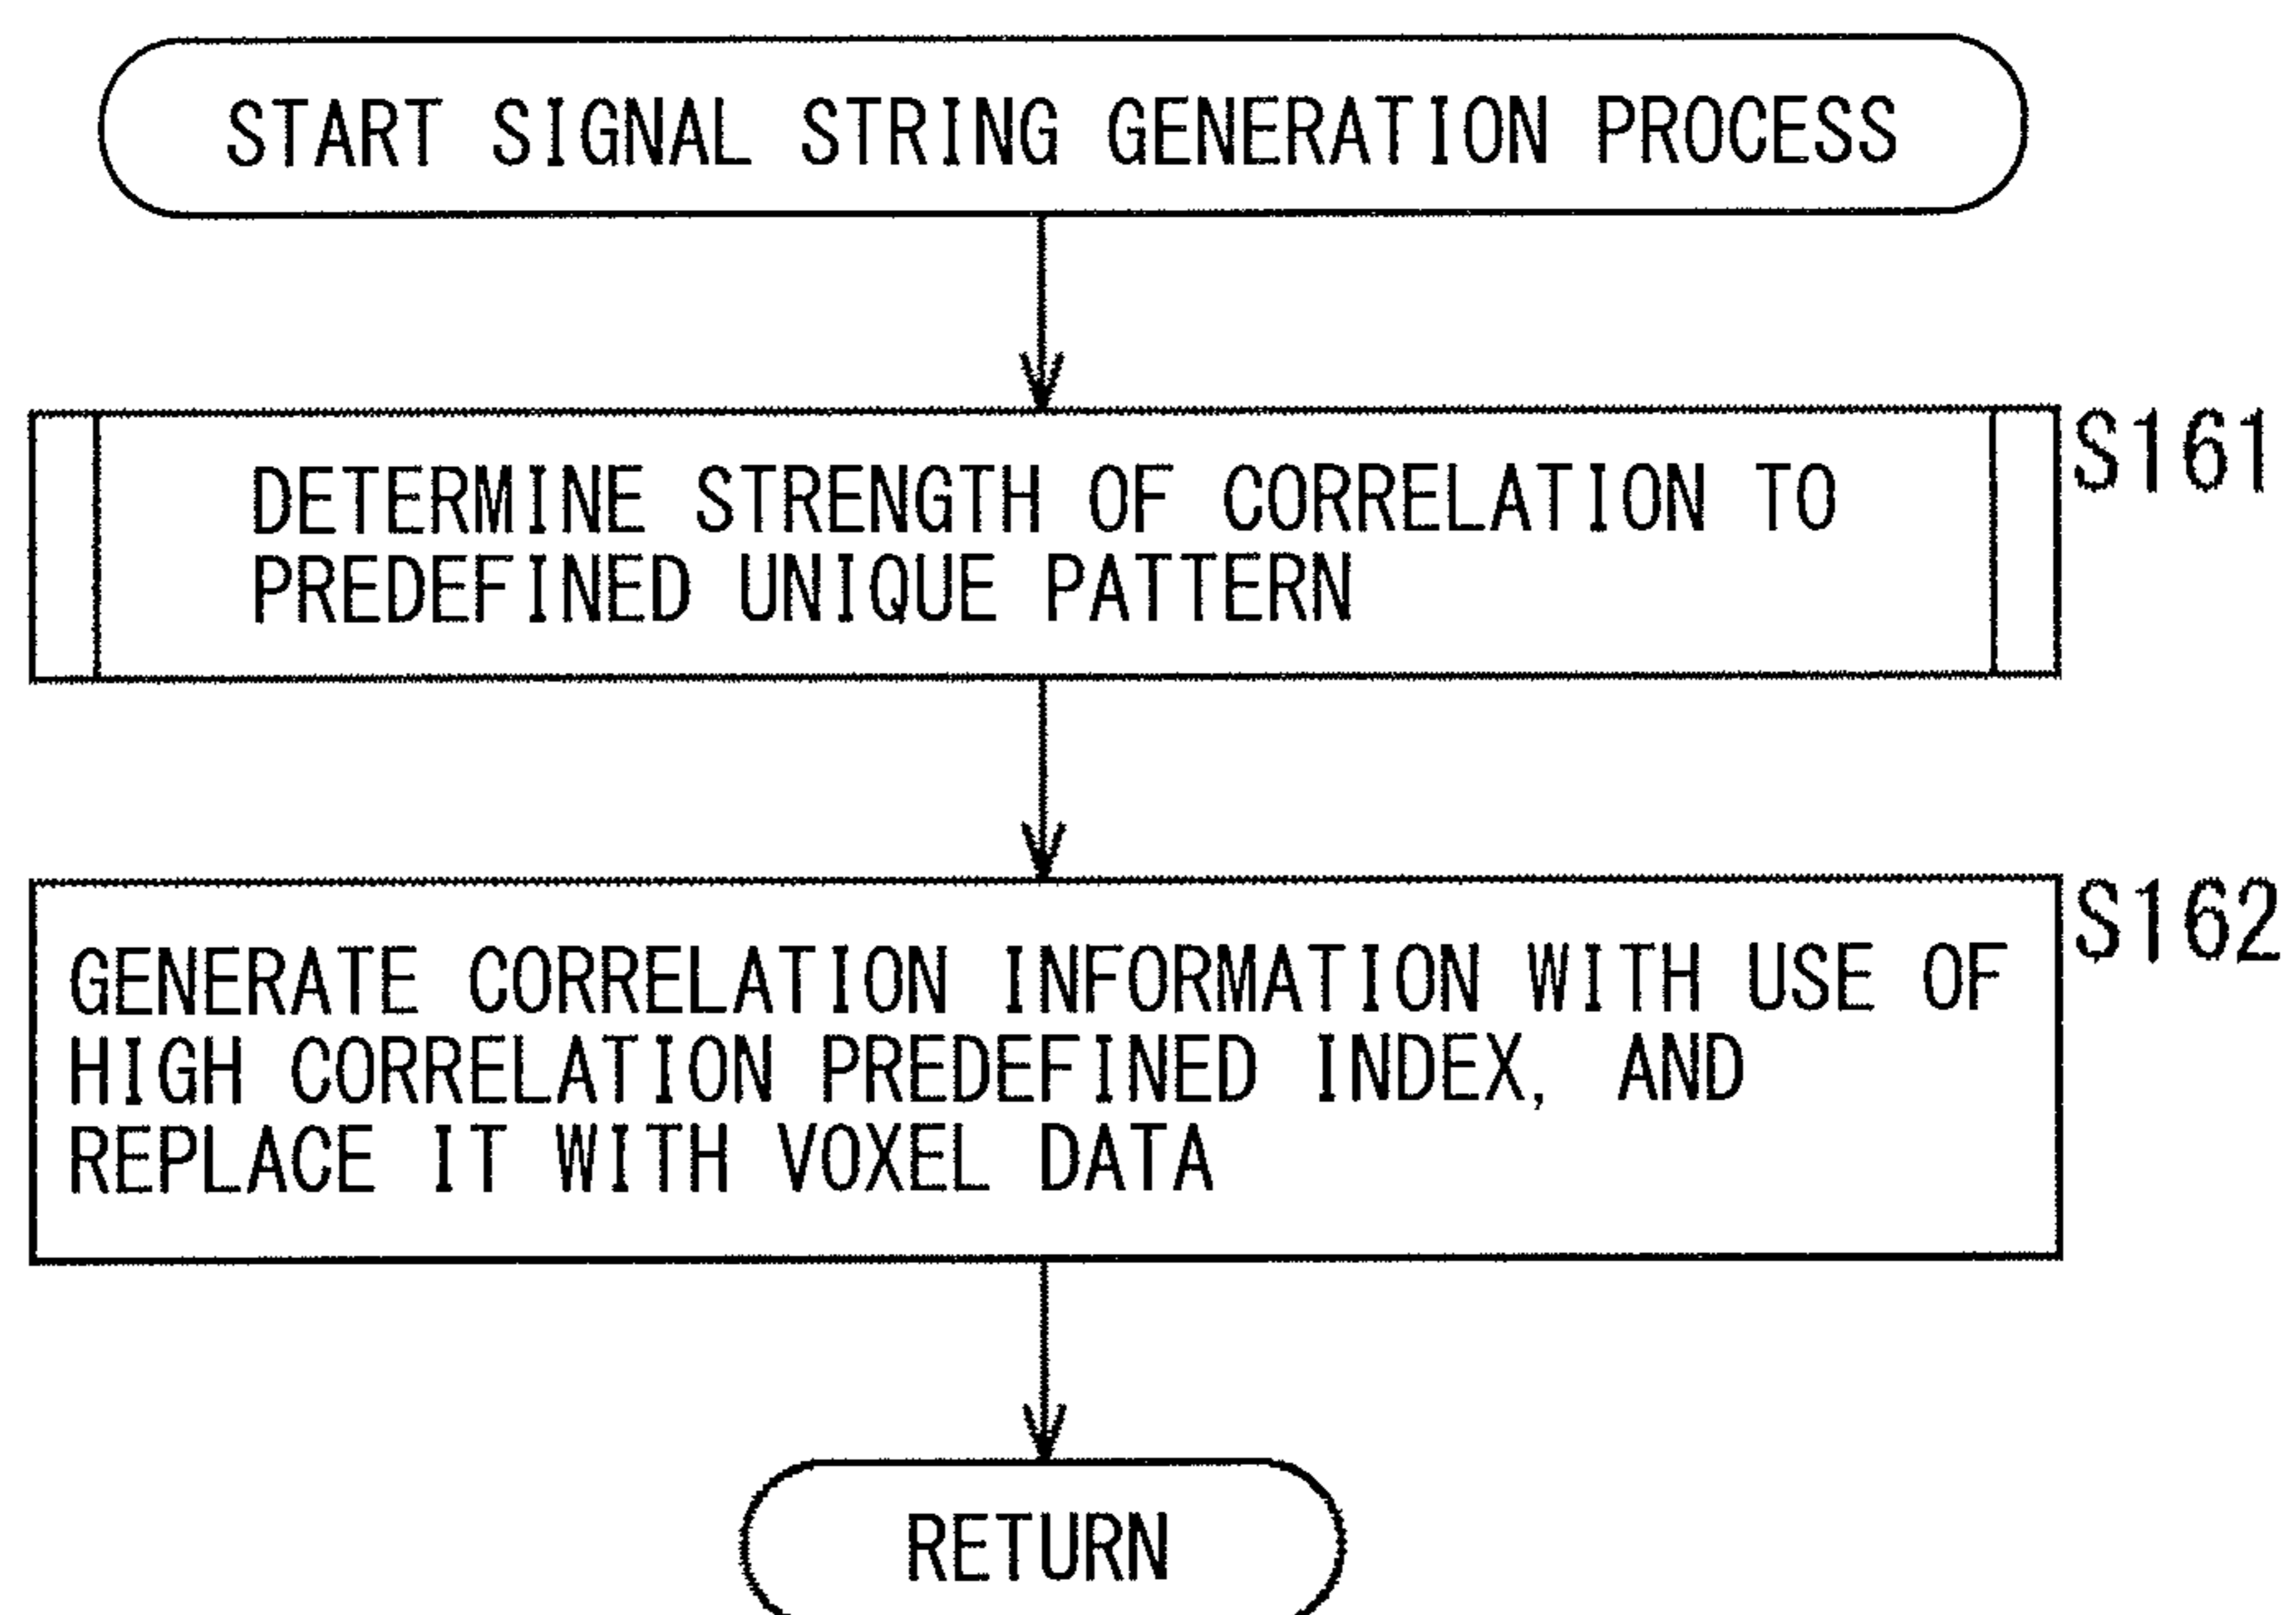 START SIGNAL STRING GENERATION PROCESS
S161
DETERMINE STRENGTH OF CORRELATION TO
PREDEFINED UNIQUE PATTERN
S162
GENERATE CORRELATION INFORMATION WITH USE OF
HIGH CORRELATION PREDEFINED INDEX, AND
REPLACE IT WITH VOXEL DATA
RETURN